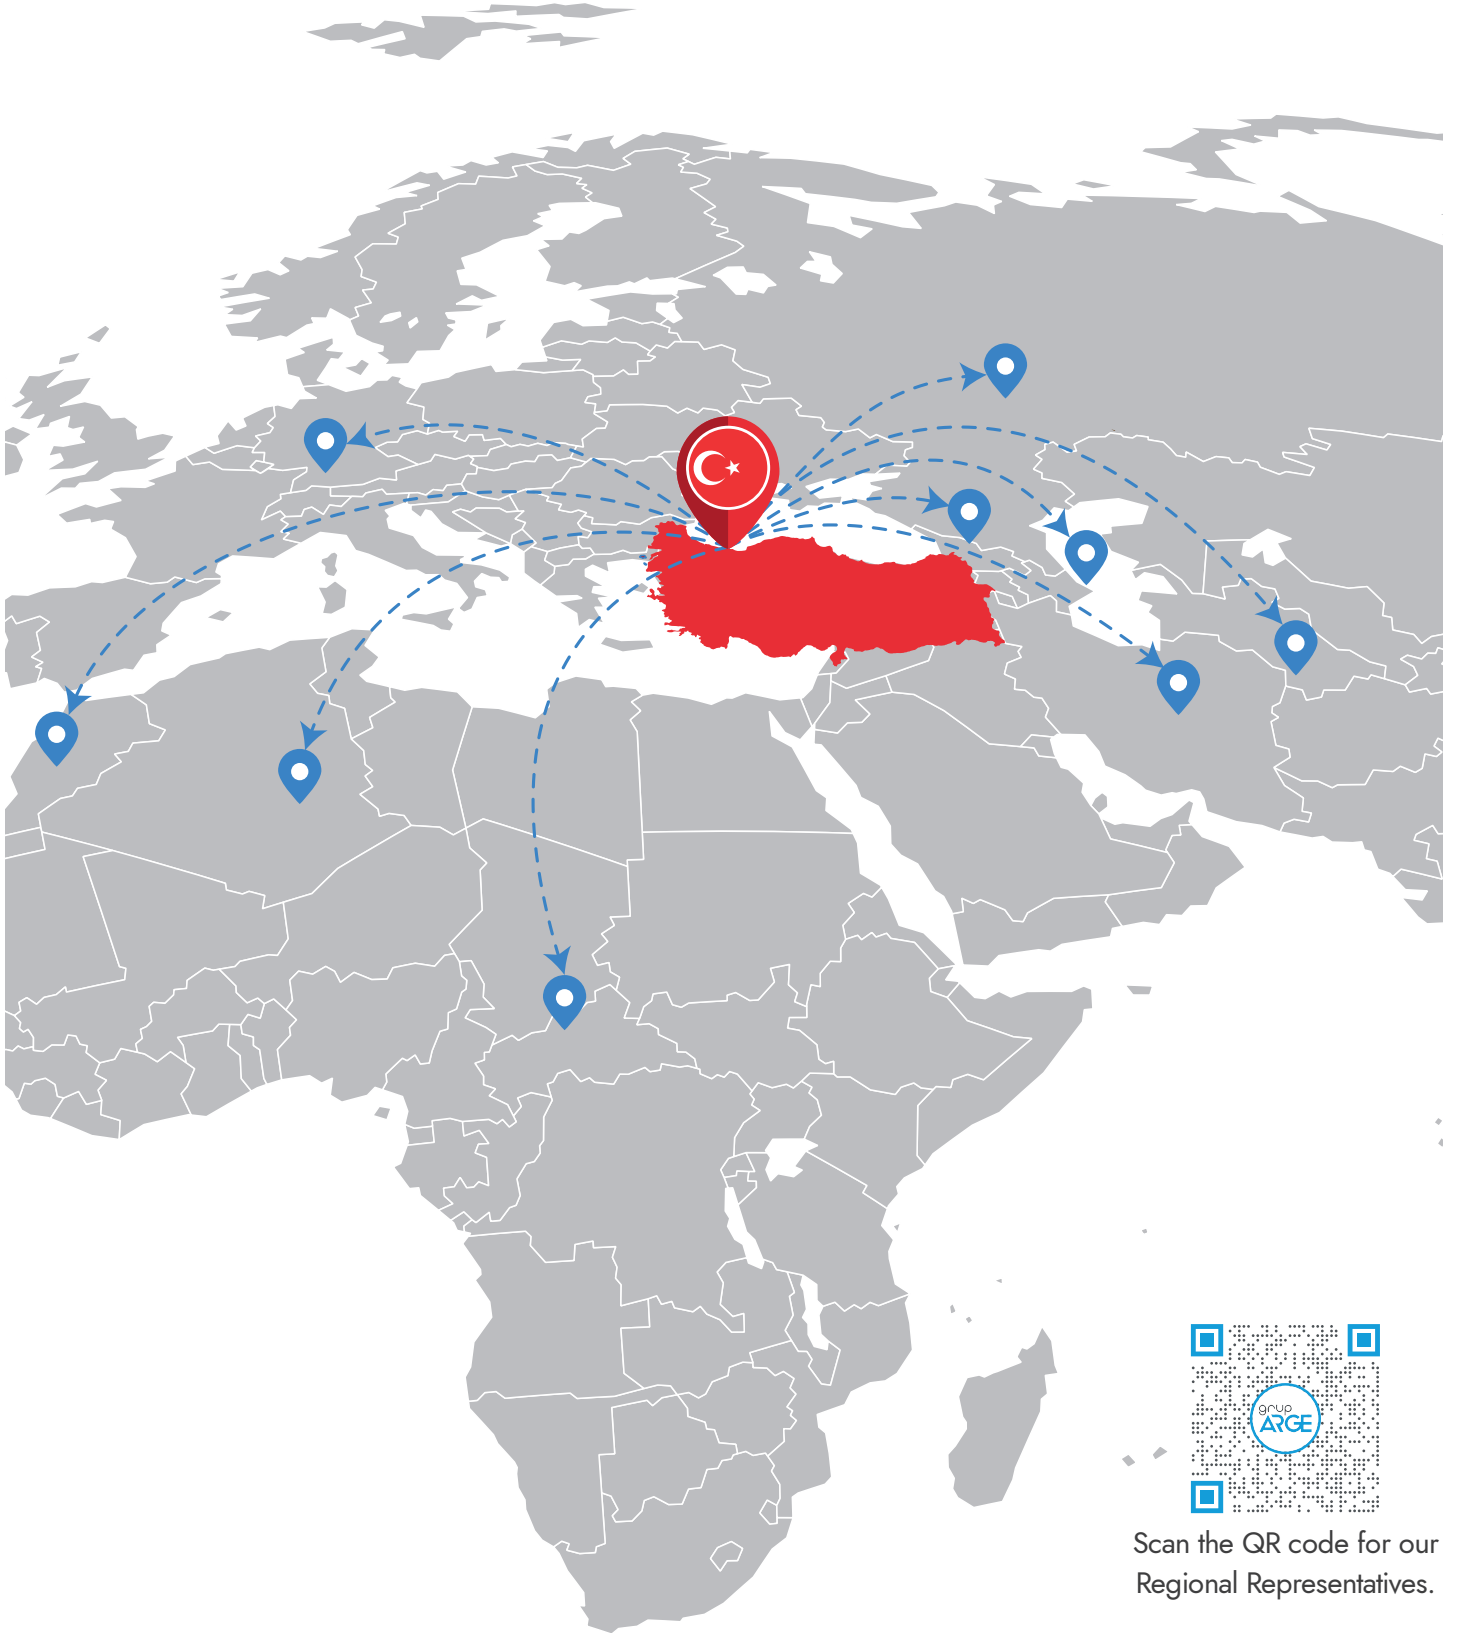 grup
ARGE
Scan the QR code for our
Regional Representatives.